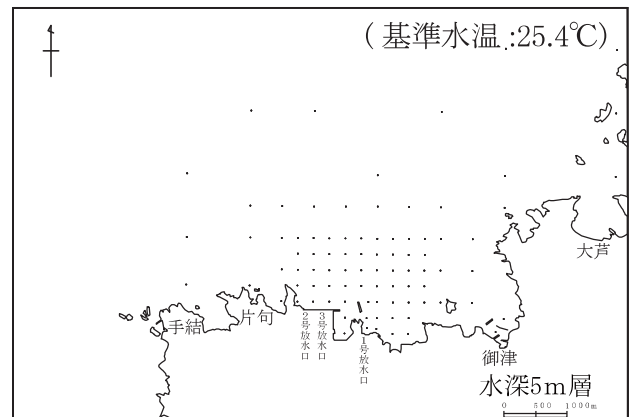 (基準水温:25.4℃)
大芦
手結
片句
2号放水口
3号放水口
1号放水口
御津
水深5m層
0 500 1000m